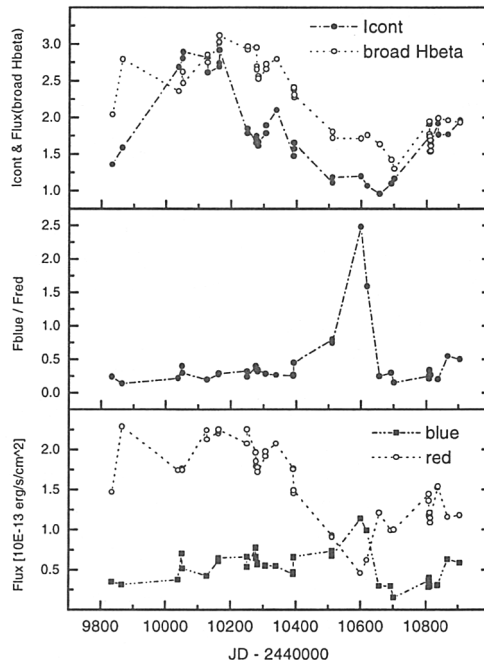 Icont
broad Hbeta
Icont & Flux(broad Hbeta)
3.0
2.5
2.0
1.5
1.0
Fblue / Fred
2.5
2.0
1.5
1.0
0.5
0.0
blue
red
Flux [10E-13 erg/s/cm^2]
2.5
2.0
1.5
1.0
0.5
9800 10000 10200 10400 10600 10800
JD - 2440000